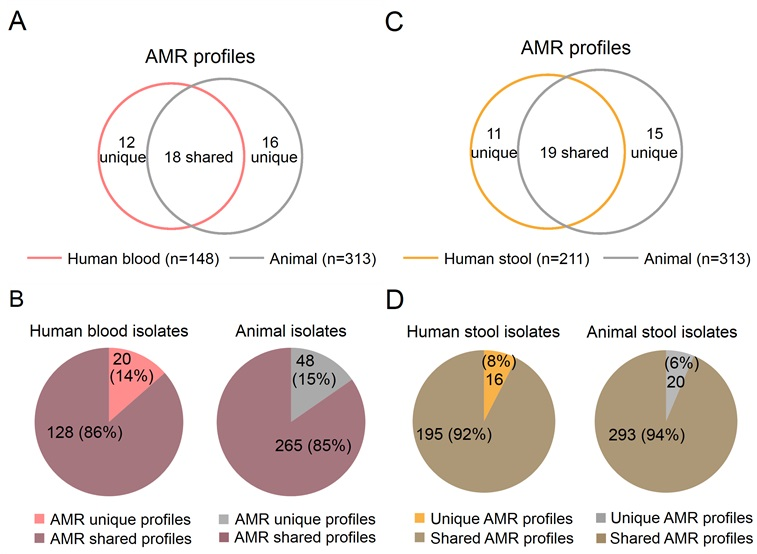 A
AMR profiles
12
unique
18 shared
16
unique
Human blood (n=148)
Animal (n=313)
C
AMR profiles
11
unique
19 shared
15
unique
Human stool (n=211)
Animal (n=313)
B
Human blood isolates
20
(14%)
128 (86%)
AMR unique profiles
AMR shared profiles
Animal isolates
48
(15%)
265 (85%)
AMR unique profiles
AMR shared profiles
D
Human stool isolates
(8%)
16
195 (92%)
Unique AMR profiles
Shared AMR profiles
Animal stool isolates
(6%)
20
293 (94%)
Unique AMR profiles
Shared AMR profiles